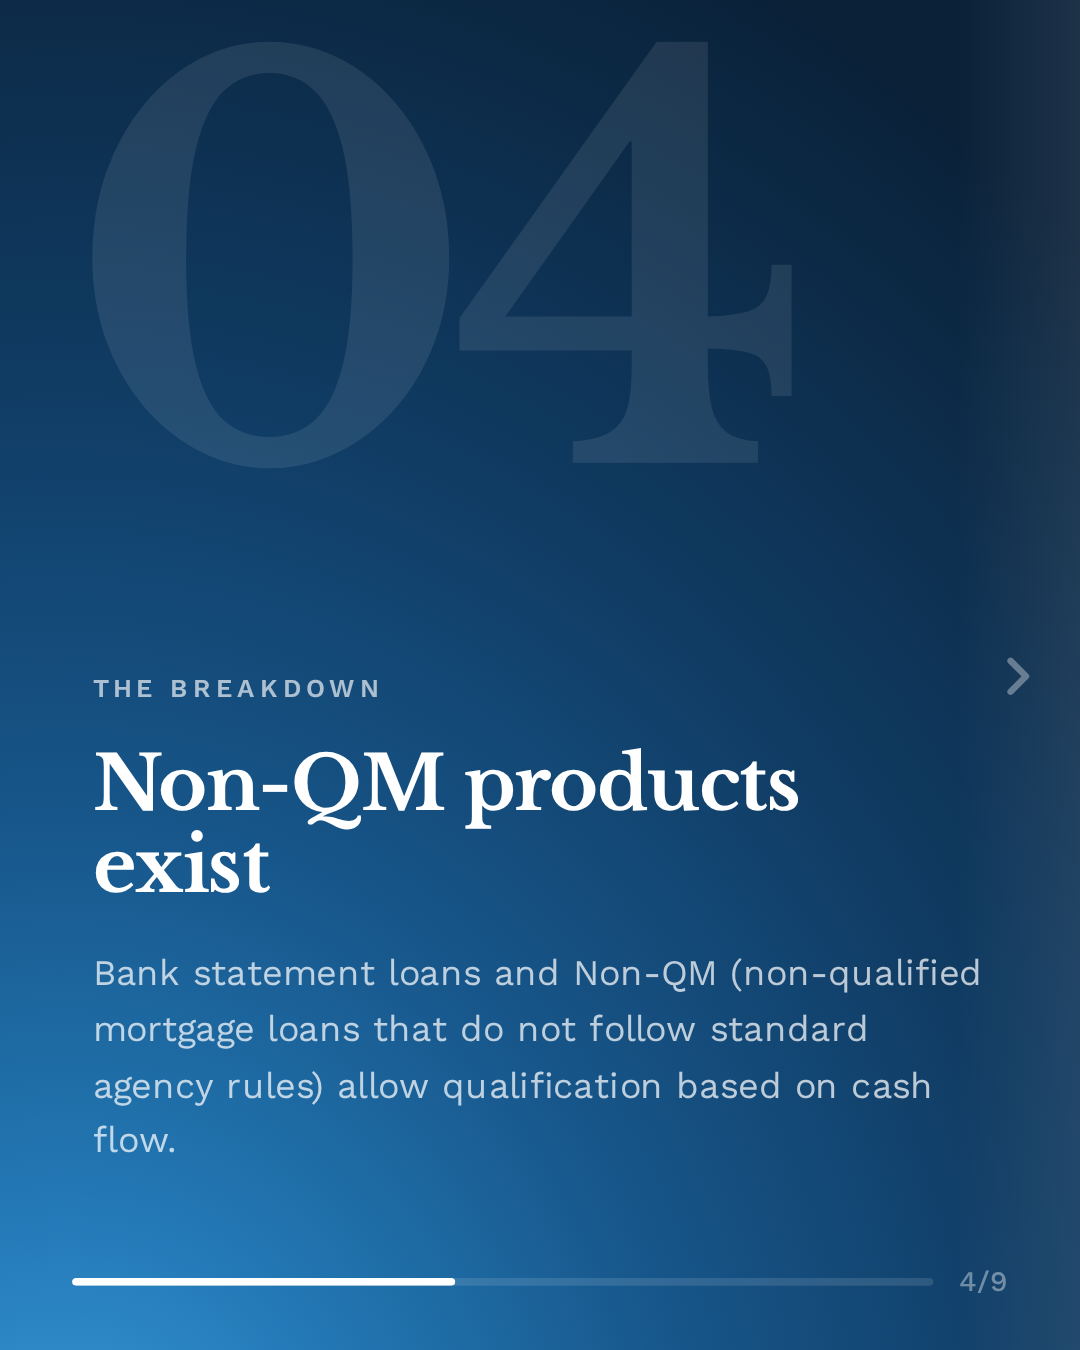 04
THE BREAKDOWN
Non-QM products
exist
Bank statement loans and Non-QM (non-qualified
mortgage loans that do not follow standard
agency rules) allow qualification based on cash
flow.
4/9